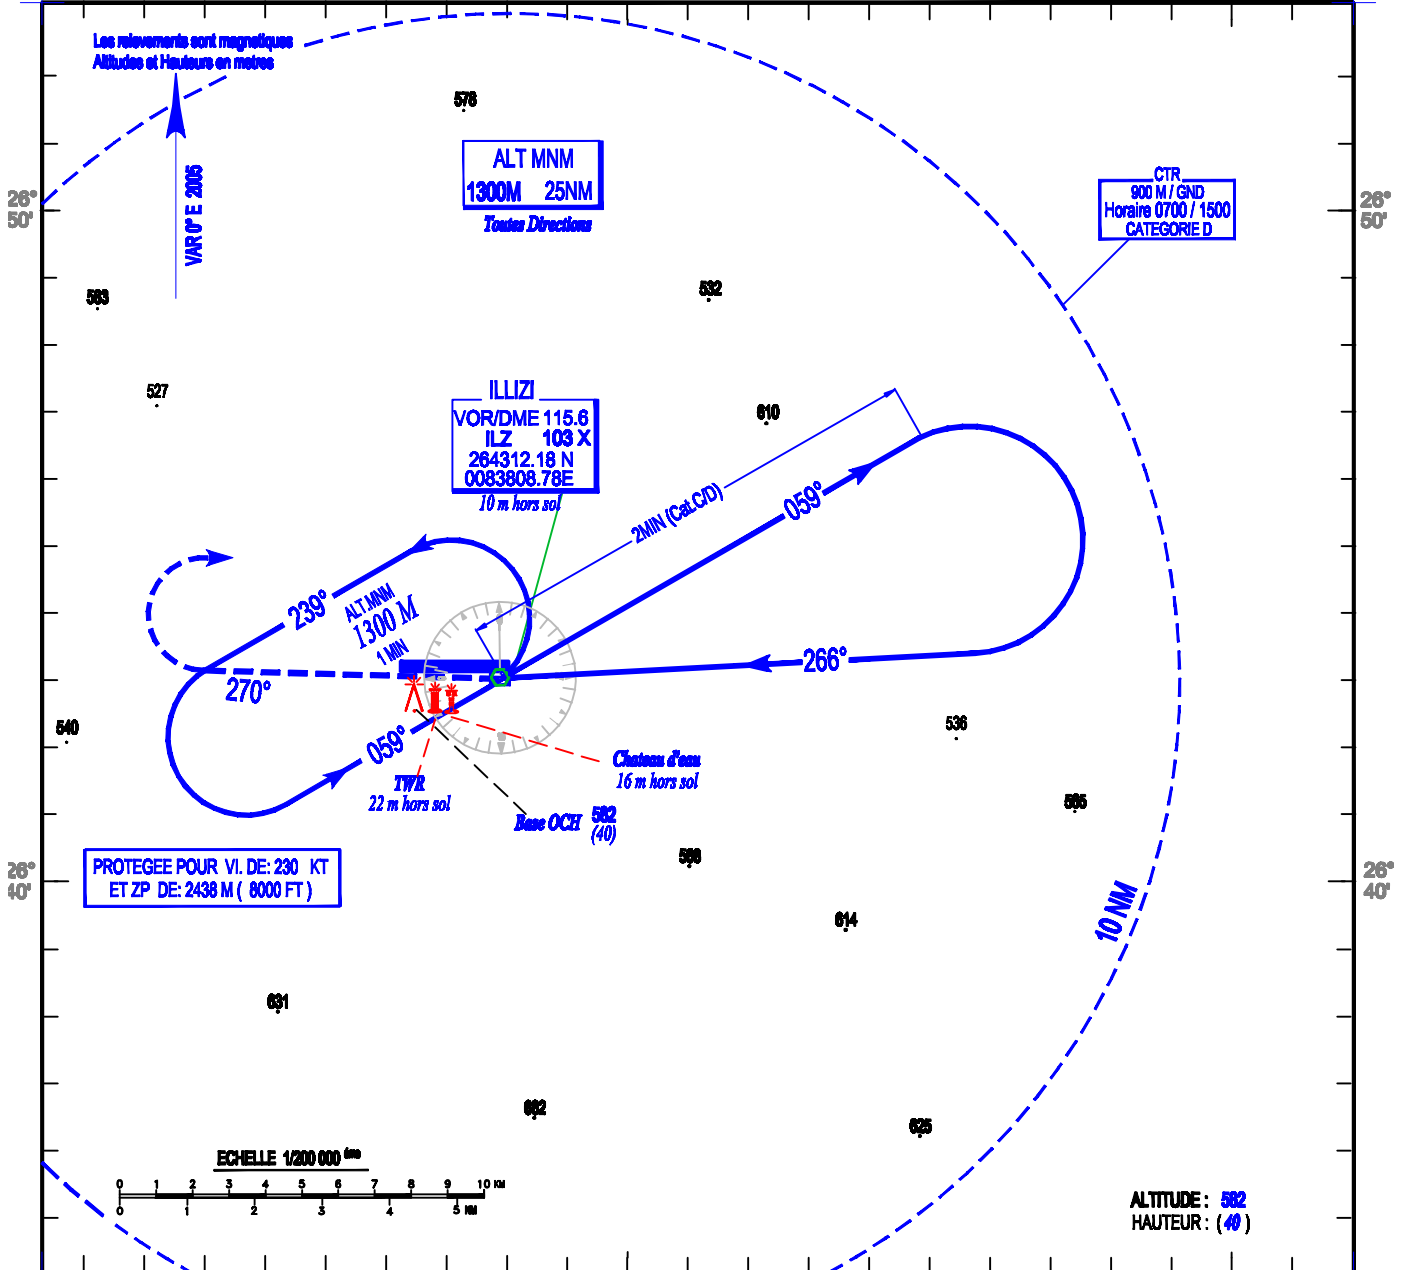 Les relevements sont magnetiques
Altitudes et Hauteurs en metres
VAR 0° E 2005
578
ALT MNM
1300M 25NM
Toutes Directions
CTR
900 M / GND
Horaire 0700 / 1500
CATEGORIE D
26°
50'
26°
50'
532
527
610
ILLIZI
VOR/DME 115.6
ILZ 103 X
264312.18 N
0083808.78E
10 m hors sol
2MIN (Cat.C/D)
059°
239°
ALT.MNM
1300 M
1 MIN
266°
270°
059°
540
536
Chateau d'eau
16 m hors sol
TWR
22 m hors sol
Base OCH 582
(40)
PROTEGEE POUR VI. DE: 230 KT
ET ZP DE: 2438 M ( 8000 FT )
26°
40'
26°
40'
614
10 NM
631
625
ECHELLE 1/200 000 ème
0 1 2 3 4 5 6 7 8 9 10 KM
0 1 2 3 4 5 NM
ALTITUDE : 582
HAUTEUR : ( 40 )